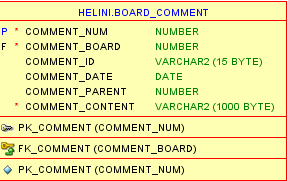 HELINI.BOARD_COMMENT
P * COMMENT_NUM NUMBER
F * COMMENT_BOARD NUMBER
COMMENT_ID VARCHAR2 (15 BYTE)
COMMENT_DATE DATE
COMMENT_PARENT NUMBER
* COMMENT_CONTENT VARCHAR2 (1000 BYTE)
PK_COMMENT (COMMENT_NUM)
FK_COMMENT (COMMENT_BOARD)
PK_COMMENT (COMMENT_NUM)